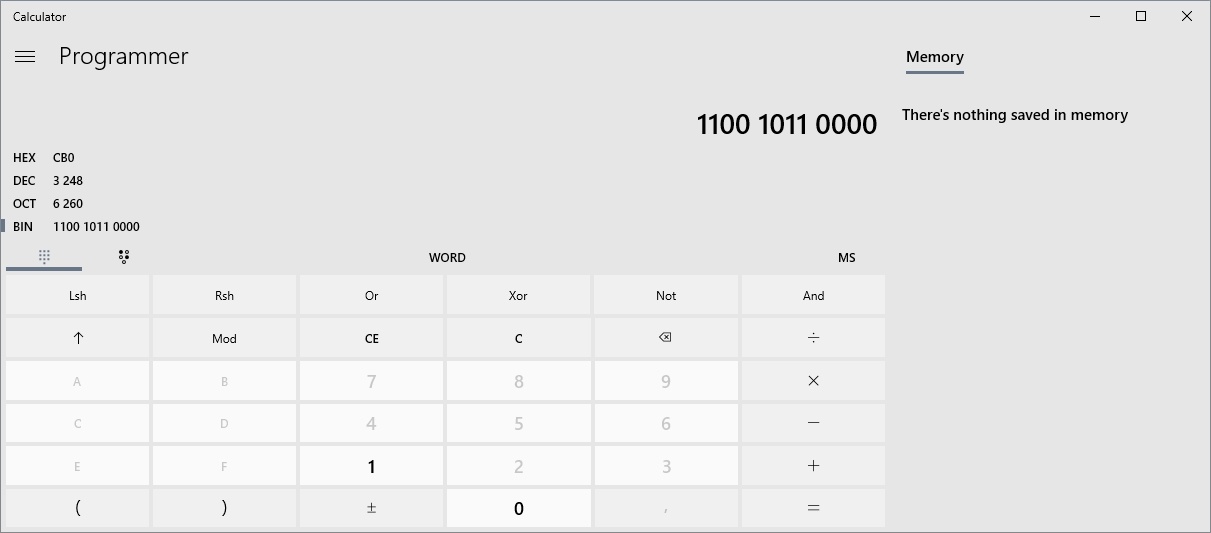 Calculator
Programmer
Memory
1100 1011 0000
There's nothing saved in memory
HEX CB0
DEC 3 248
OCT 6 260
BIN 1100 1011 0000
WORD MS
Lsh Rsh Or Xor Not And
↑ Mod CE C ⌫ ÷
A B 7 8 9 ×
C D 4 5 6 −
E F 1 2 3 +
( ) ± 0 , =